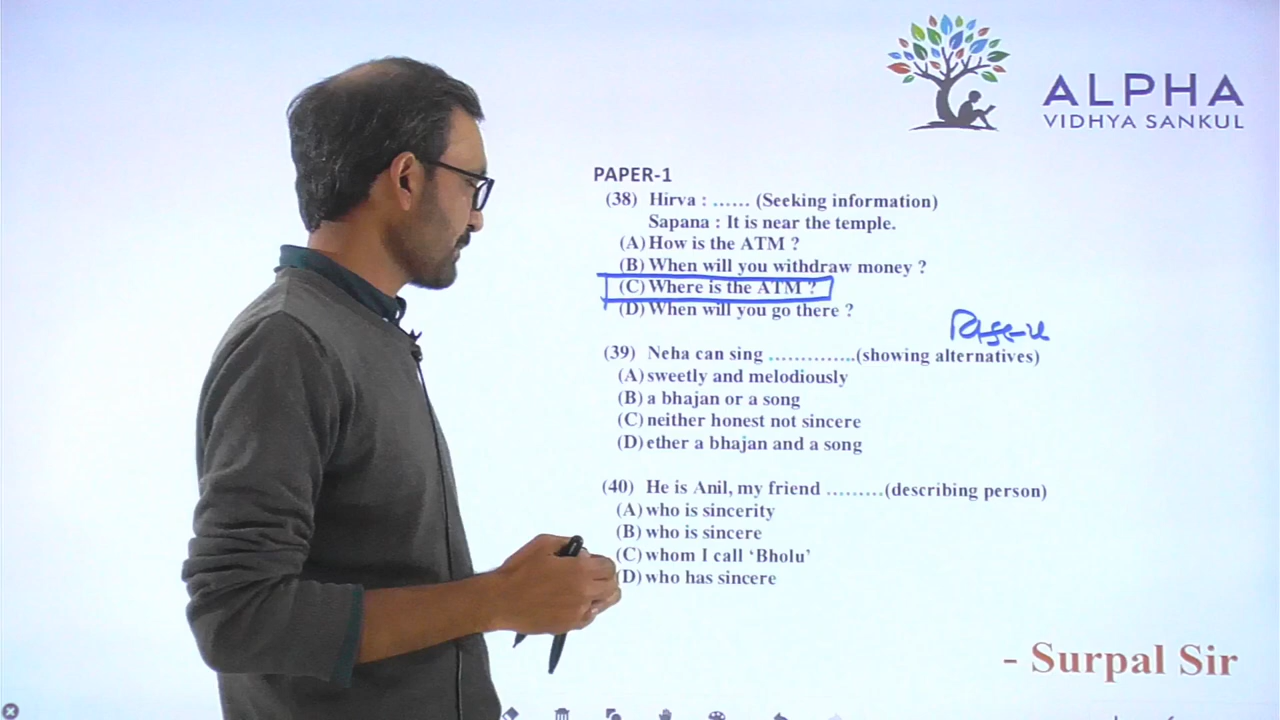 ALPHA
VIDHYA SANKUL
PAPER-1
(38) Hirva : ...... (Seeking information)
Sapana : It is near the temple.
(A) How is the ATM ?
(B) When will you withdraw money ?
(C) Where is the ATM ?
(D) When will you go there ?
(39) Neha can sing ..............(showing alternatives)
(A) sweetly and melodiously
(B) a bhajan or a song
(C) neither honest not sincere
(D) ether a bhajan and a song
(40) He is Anil, my friend .........(describing person)
(A) who is sincerity
(B) who is sincere
(C) whom I call ‘Bholu’
(D) who has sincere
- Surpal Sir